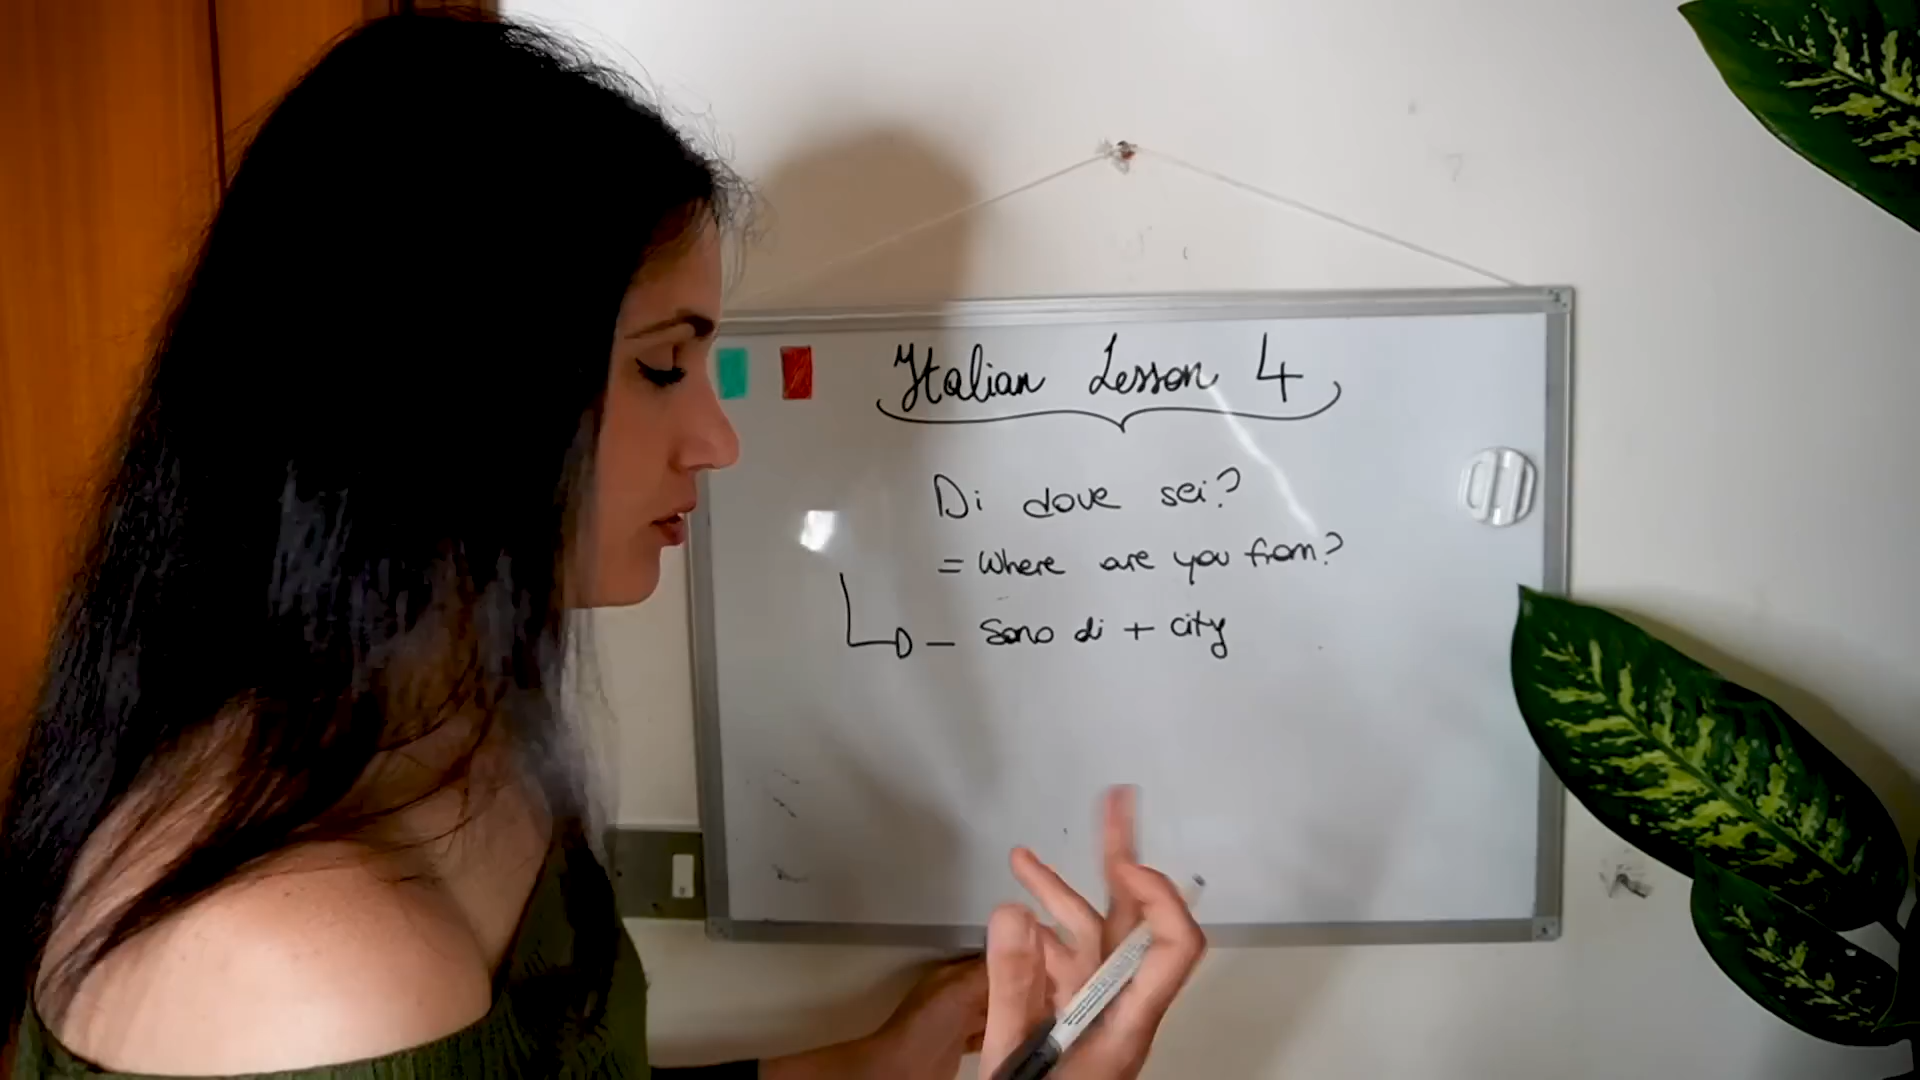 Italian Lesson 4
Di dove sei?
= Where are you from?
- Sono di + city